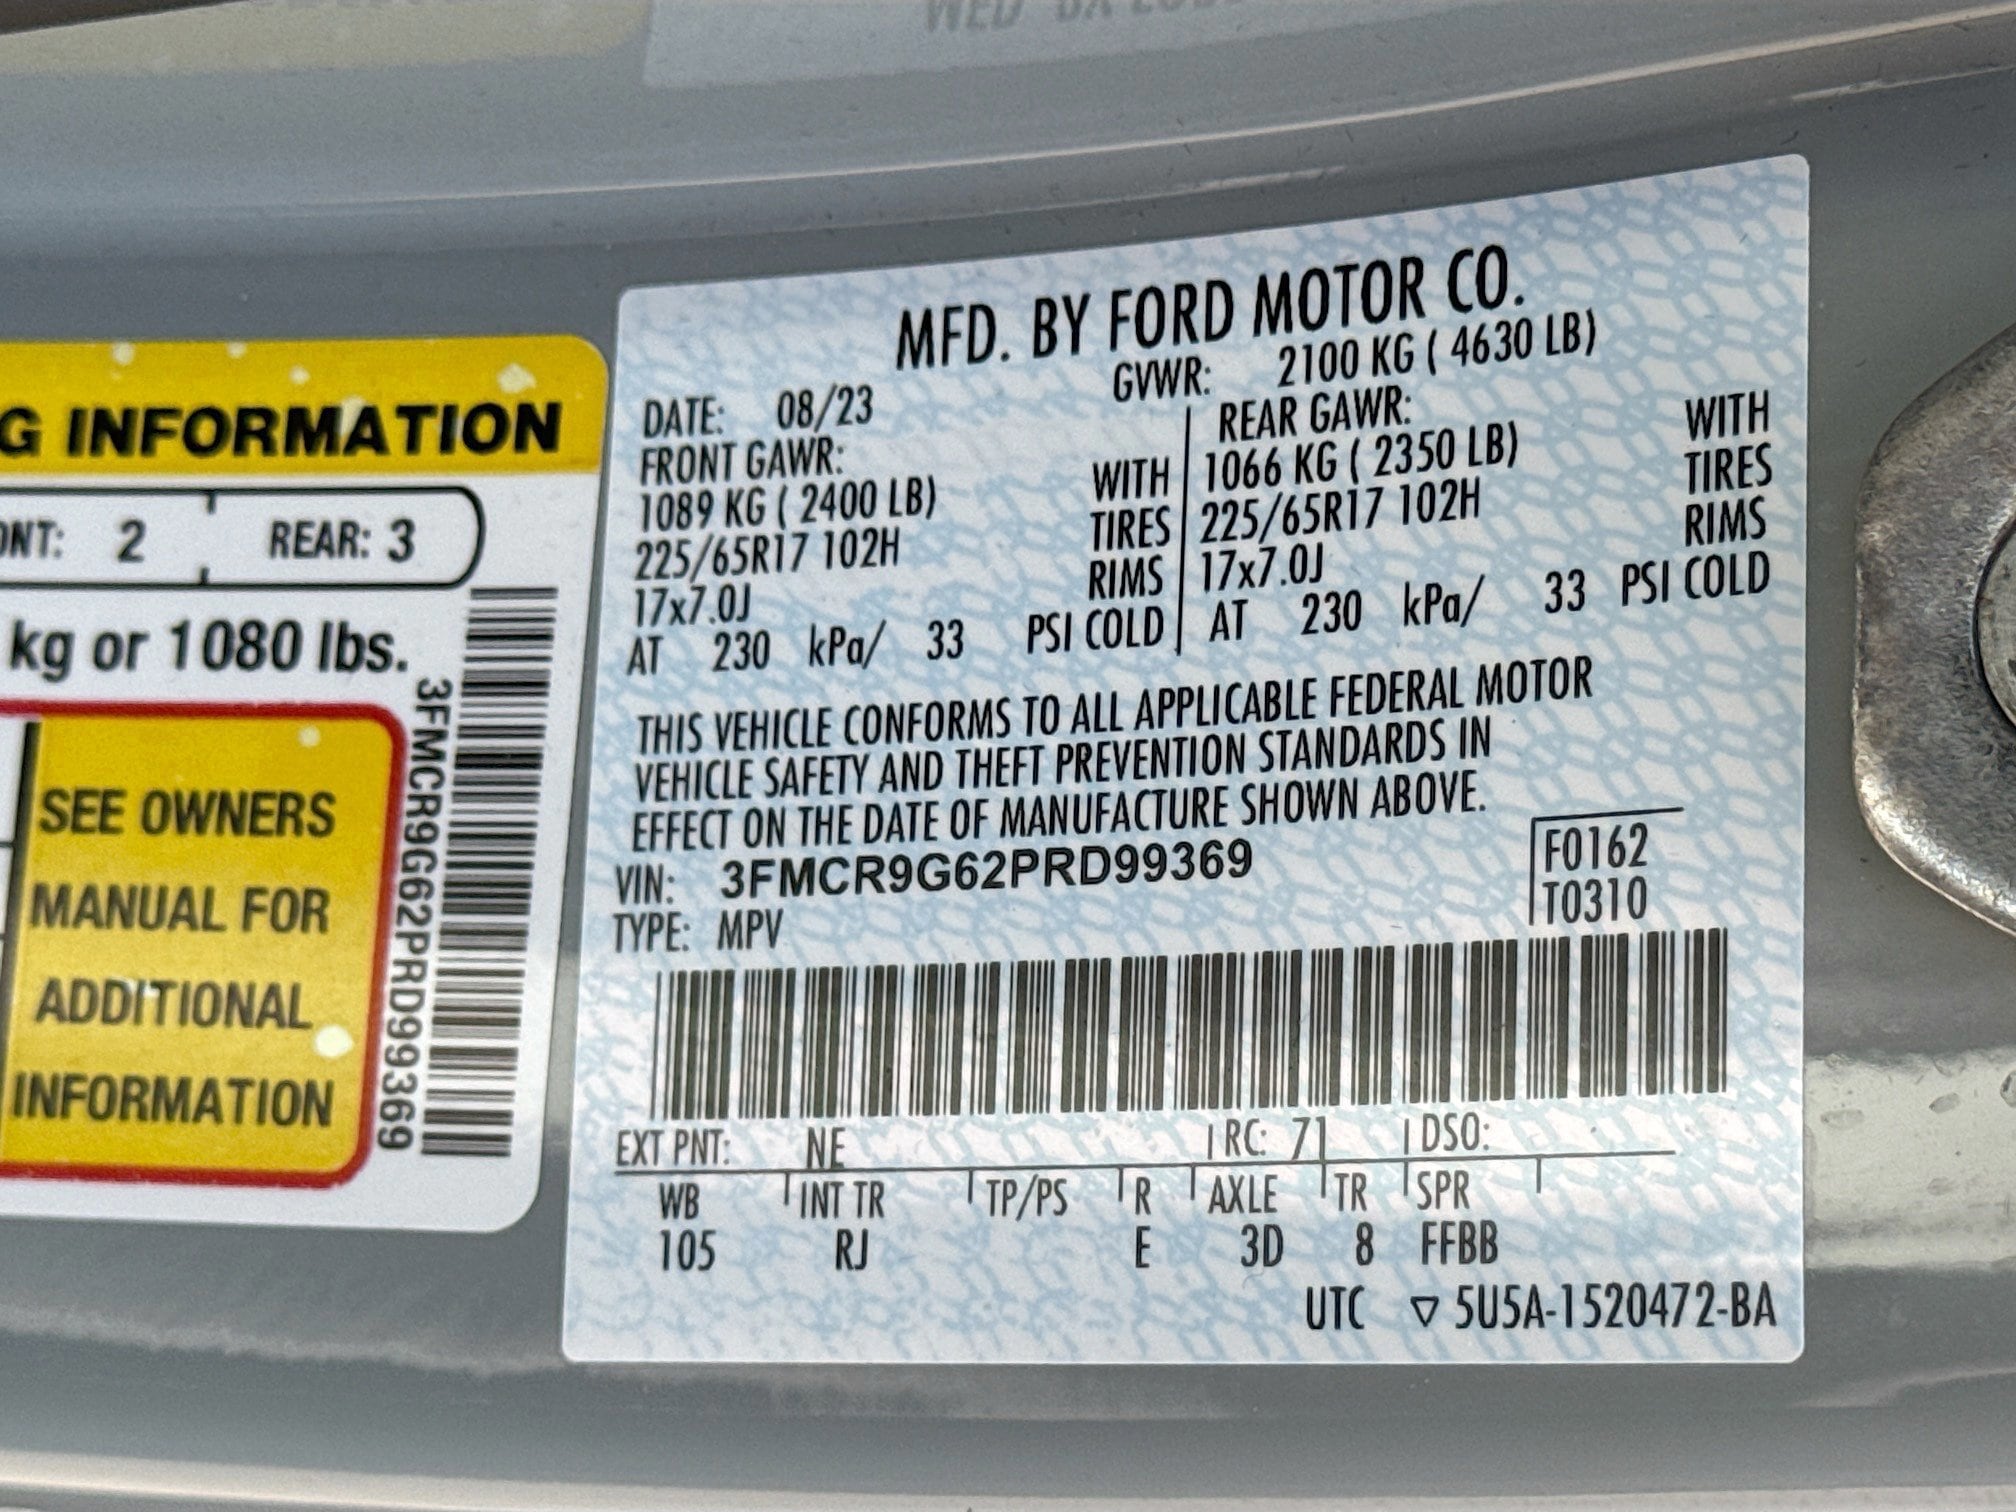 G INFORMATION
ONT: 2 REAR: 3
kg or 1080 lbs.
SEE OWNERS
MANUAL FOR
ADDITIONAL
INFORMATION
3FMCR9G62PRD99369
MFD. BY FORD MOTOR CO.
DATE: 08/23 GVWR: 2100 KG ( 4630 LB)
FRONT GAWR: REAR GAWR:
1089 KG ( 2400 LB) WITH 1066 KG ( 2350 LB) WITH
225/65R17 102H TIRES 225/65R17 102H TIRES
17x7.0J RIMS 17x7.0J RIMS
AT 230 kPa/ 33 PSI COLD AT 230 kPa/ 33 PSI COLD
THIS VEHICLE CONFORMS TO ALL APPLICABLE FEDERAL MOTOR
VEHICLE SAFETY AND THEFT PREVENTION STANDARDS IN
EFFECT ON THE DATE OF MANUFACTURE SHOWN ABOVE.
VIN: 3FMCR9G62PRD99369 F0162
TYPE: MPV T0310
EXT PNT: NE RC: 71 DSO:
WB INT TR TP/PS R AXLE TR SPR
105 RJ E 3D 8 FFBB
UTC ▽ 5U5A-1520472-BA